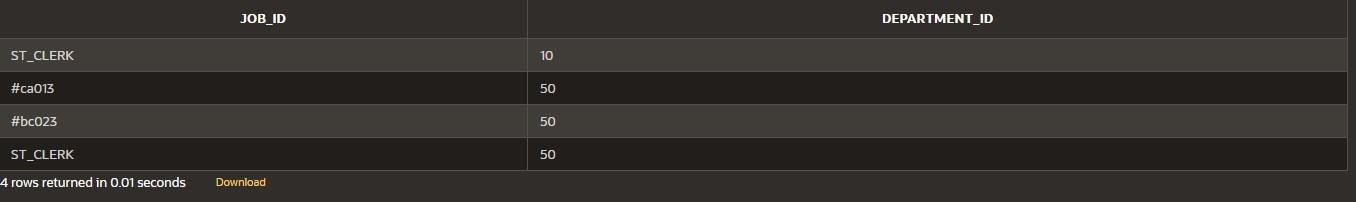 JOB_ID DEPARTMENT_ID
ST_CLERK 10
#ca013 50
#bc023 50
ST_CLERK 50
4 rows returned in 0.01 seconds Download